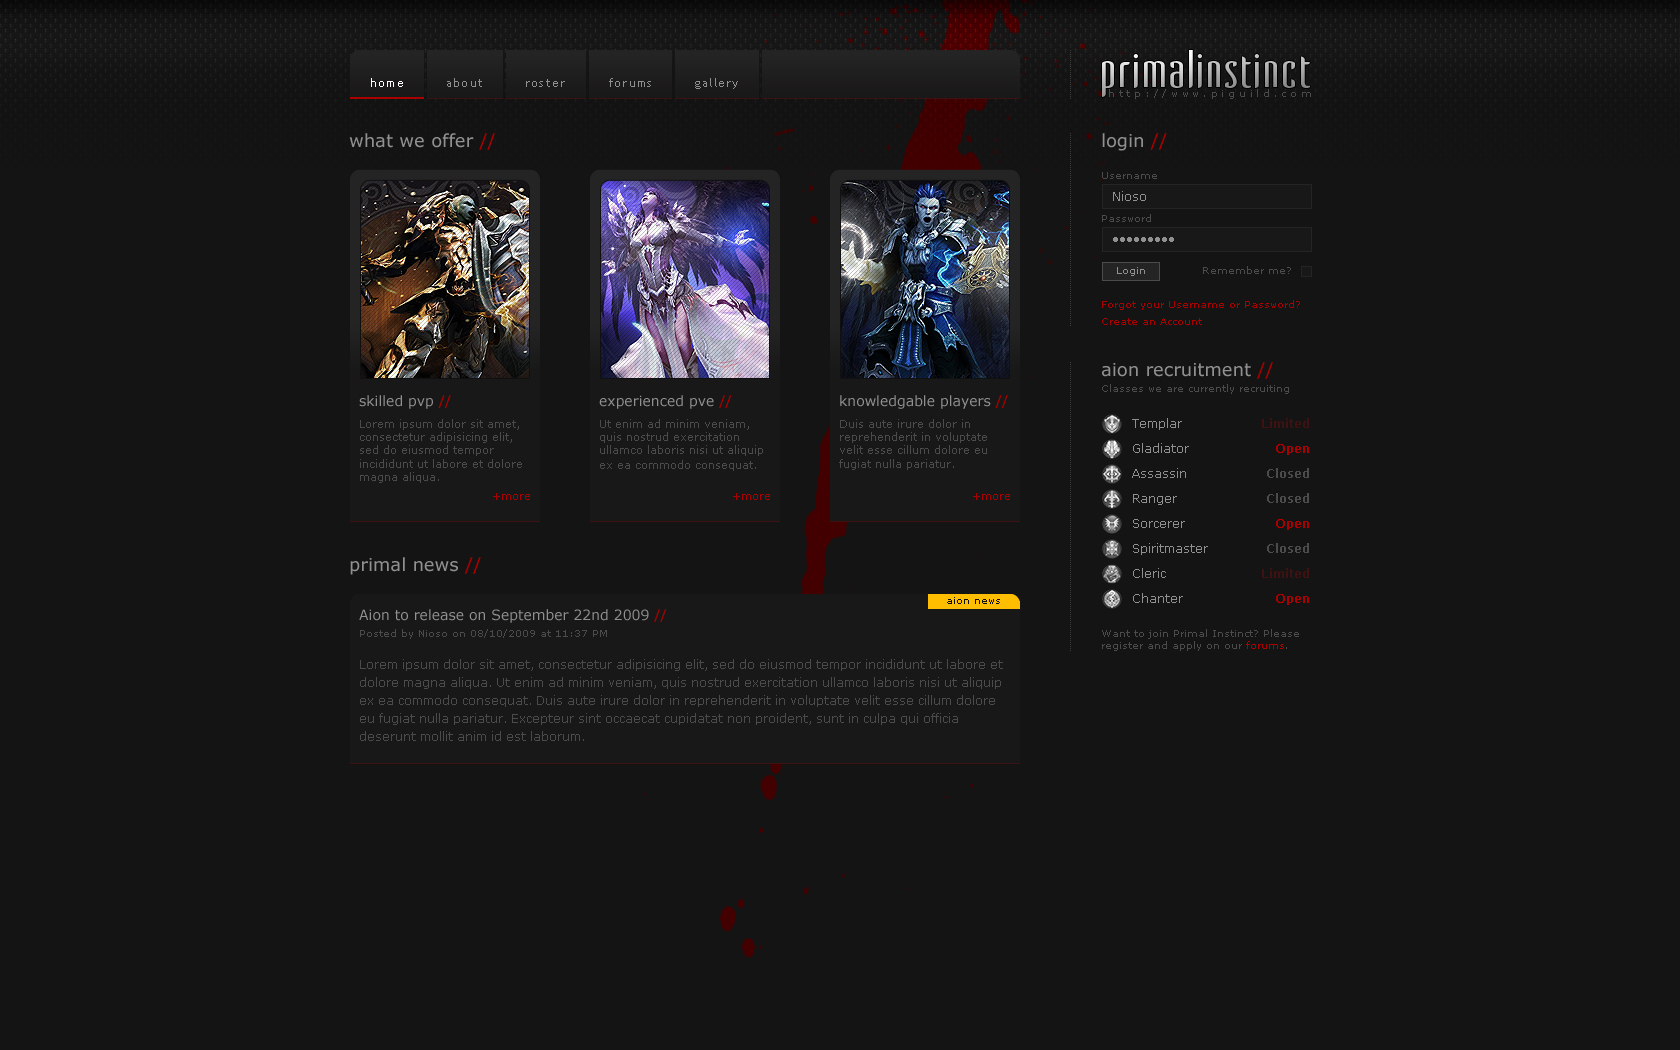 home about roster forums gallery
primalinstinct
http://www.piguild.com
what we offer //
skilled pvp //
Lorem ipsum dolor sit amet,
consectetur adipisicing elit,
sed do eiusmod tempor
incididunt ut labore et dolore
magna aliqua.
+more
experienced pve //
Ut enim ad minim veniam,
quis nostrud exercitation
ullamco laboris nisi ut aliquip
ex ea commodo consequat.
+more
knowledgable players //
Duis aute irure dolor in
reprehenderit in voluptate
velit esse cillum dolore eu
fugiat nulla pariatur.
+more
primal news //
aion news
Aion to release on September 22nd 2009 //
Posted by Nioso on 08/10/2009 at 11:37 PM
Lorem ipsum dolor sit amet, consectetur adipisicing elit, sed do eiusmod tempor incididunt ut labore et
dolore magna aliqua. Ut enim ad minim veniam, quis nostrud exercitation ullamco laboris nisi ut aliquip
ex ea commodo consequat. Duis aute irure dolor in reprehenderit in voluptate velit esse cillum dolore
eu fugiat nulla pariatur. Excepteur sint occaecat cupidatat non proident, sunt in culpa qui officia
deserunt mollit anim id est laborum.
login //
Username
Nioso
Password
•••••••••
Login Remember me?
Forgot your Username or Password?
Create an Account
aion recruitment //
Classes we are currently recruiting
Templar Limited
Gladiator Open
Assassin Closed
Ranger Closed
Sorcerer Open
Spiritmaster Closed
Cleric Limited
Chanter Open
Want to join Primal Instinct? Please
register and apply on our forums.